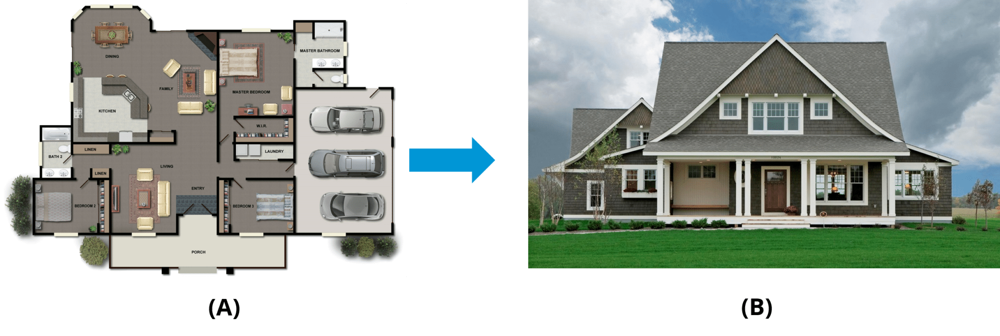 DINING
MASTER BATHROOM
FAMILY
MASTER BEDROOM
KITCHEN
W.I.R.
LINEN
LAUNDRY
BATH 2
LIVING
LINEN
ENTRY
BEDROOM 2
BEDROOM 3
PORCH
10024
(A)
(B)